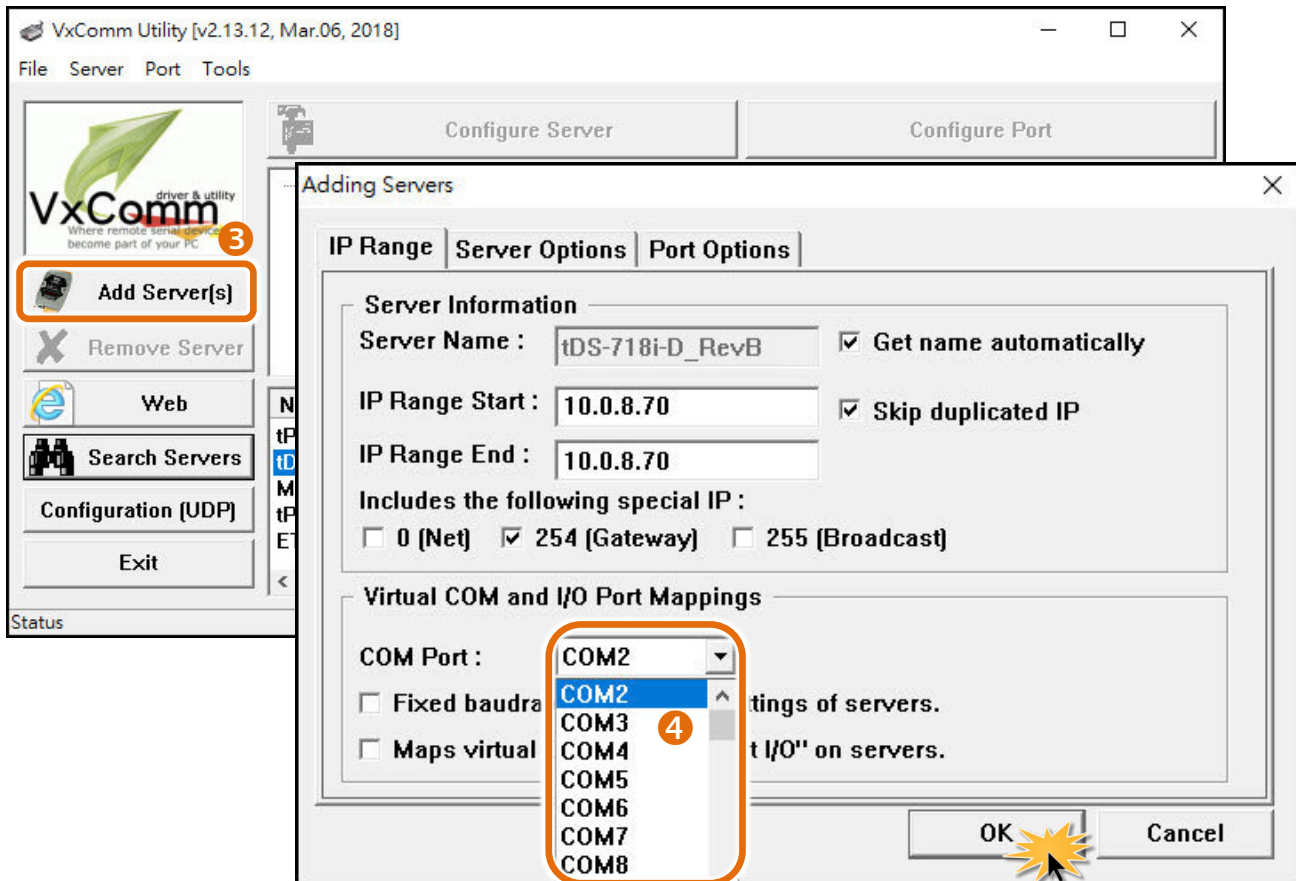 VxComm Utility [v2.13.12, Mar.06, 2018]
File Server Port Tools
Configure Server Configure Port
driver & utility
VxComm
Where remote serial devices
become part of your PC
3
Add Server(s)
Remove Server
Web
Search Servers
Configuration (UDP)
Exit
Status
N
tP
tD
M
tP
ET
<
Adding Servers
IP Range Server Options Port Options
Server Information
Server Name : tDS-718i-D_RevB Get name automatically
IP Range Start : 10.0.8.70 Skip duplicated IP
IP Range End : 10.0.8.70
Includes the following special IP :
0 (Net) 254 (Gateway) 255 (Broadcast)
Virtual COM and I/O Port Mappings
COM Port : COM2
Fixed baudra COM2 tings of servers.
COM3
4
Maps virtual COM4 t I/O" on servers.
COM5
COM6
COM7
COM8
OK Cancel